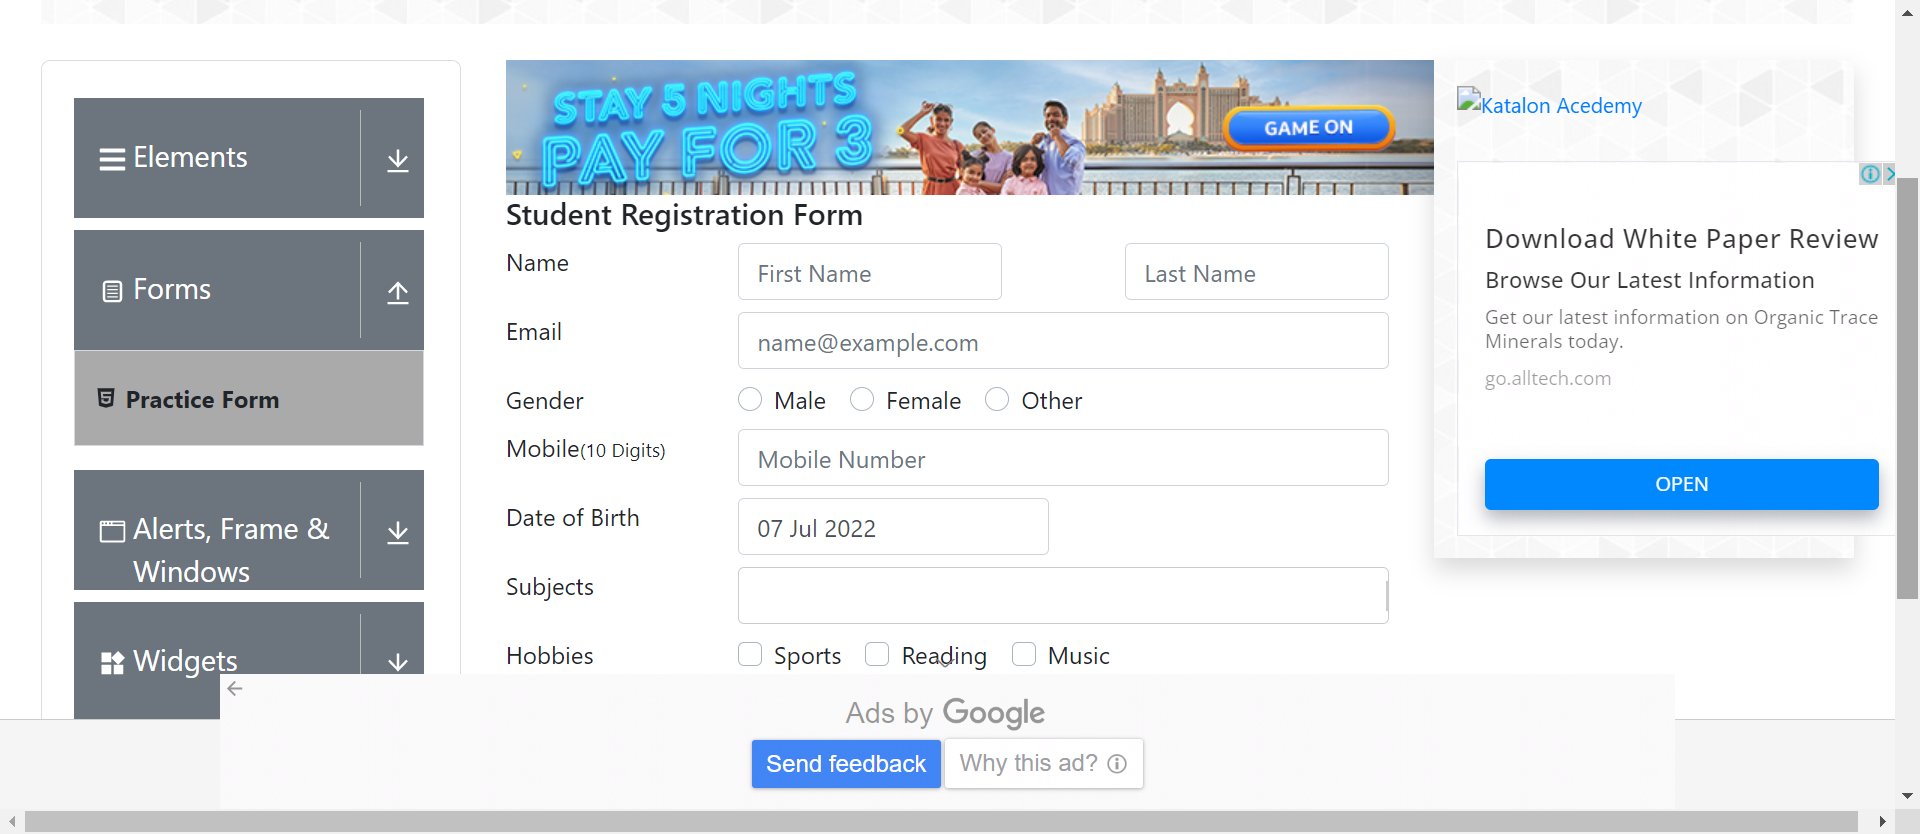 Elements
Forms
Practice Form
Alerts, Frame &
Windows
Widgets
STAY 5 NIGHTS
PAY FOR 3
GAME ON
Student Registration Form
Name
First Name
Last Name
Email
name@example.com
Gender
Male
Female
Other
Mobile(10 Digits)
Mobile Number
Date of Birth
07 Jul 2022
Subjects
Hobbies
Sports
Reading
Music
Katalon Acedemy
Download White Paper Review
Browse Our Latest Information
Get our latest information on Organic Trace
Minerals today.
go.alltech.com
OPEN
Ads by Google
Send feedback
Why this ad?